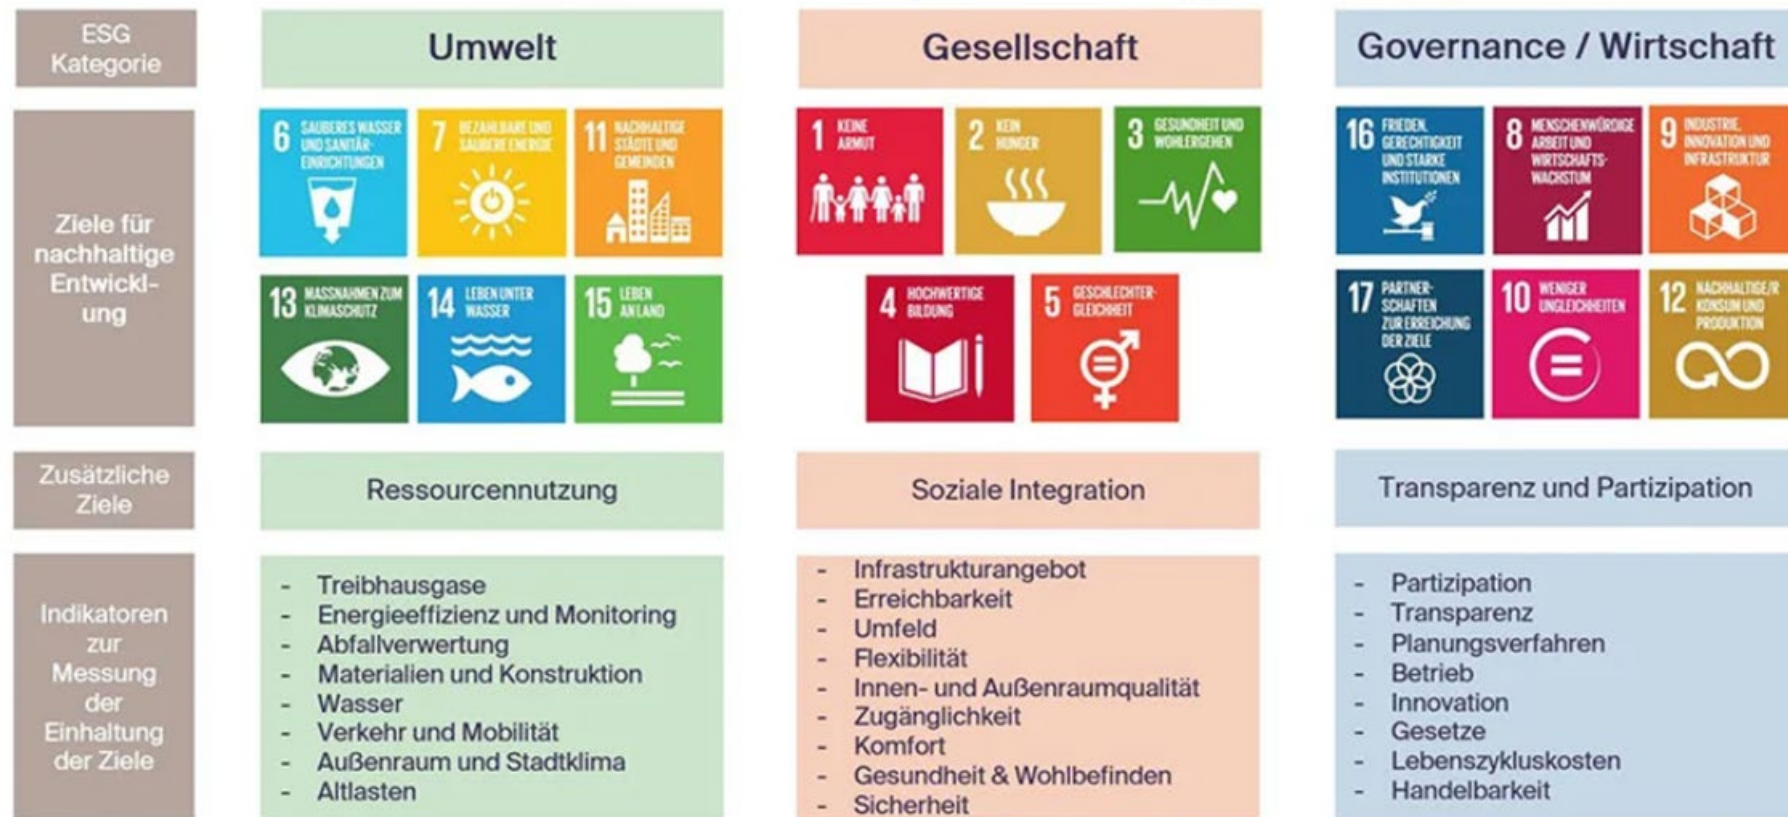 ESG
Kategorie
Umwelt
Gesellschaft
Governance / Wirtschaft
Ziele für
nachhaltige
Entwickl-
ung
6 SAUBERES WASSER
UND SANITÄR-
EINRICHTUNGEN
7 BEZAHLBARE UND
SAUBERE ENERGIE
11 NACHHALTIGE
STÄDTE UND
GEMEINDEN
13 MASSNAHMEN ZUM
KLIMASCHUTZ
14 LEBEN UNTER
WASSER
15 LEBEN
AN LAND
1 KEINE
ARMUT
2 KEIN
HUNGER
3 GESUNDHEIT UND
WOHLERGEHEN
4 HOCHWERTIGE
BILDUNG
5 GESCHLECHTER-
GLEICHHEIT
16 FRIEDEN,
GERECHTIGKEIT
UND STARKE
INSTITUTIONEN
8 MENSCHENWÜRDIGE
ARBEIT UND
WIRTSCHAFTS-
WACHSTUM
9 INDUSTRIE,
INNOVATION UND
INFRASTRUKTUR
17 PARTNER-
SCHAFTEN
ZUR ERREICHUNG
DER ZIELE
10 WENIGER
UNGLEICHHEITEN
12 NACHHALTIGE/R
KONSUM UND
PRODUKTION
Zusätzliche
Ziele
Ressourcennutzung
Soziale Integration
Transparenz und Partizipation
Indikatoren
zur
Messung
der
Einhaltung
der Ziele
- Treibhausgase
- Energieeffizienz und Monitoring
- Abfallverwertung
- Materialien und Konstruktion
- Wasser
- Verkehr und Mobilität
- Außenraum und Stadtklima
- Altlasten
- Infrastrukturangebot
- Erreichbarkeit
- Umfeld
- Flexibilität
- Innen- und Außenraumqualität
- Zugänglichkeit
- Komfort
- Gesundheit & Wohlbefinden
- Sicherheit
- Partizipation
- Transparenz
- Planungsverfahren
- Betrieb
- Innovation
- Gesetze
- Lebenszykluskosten
- Handelbarkeit